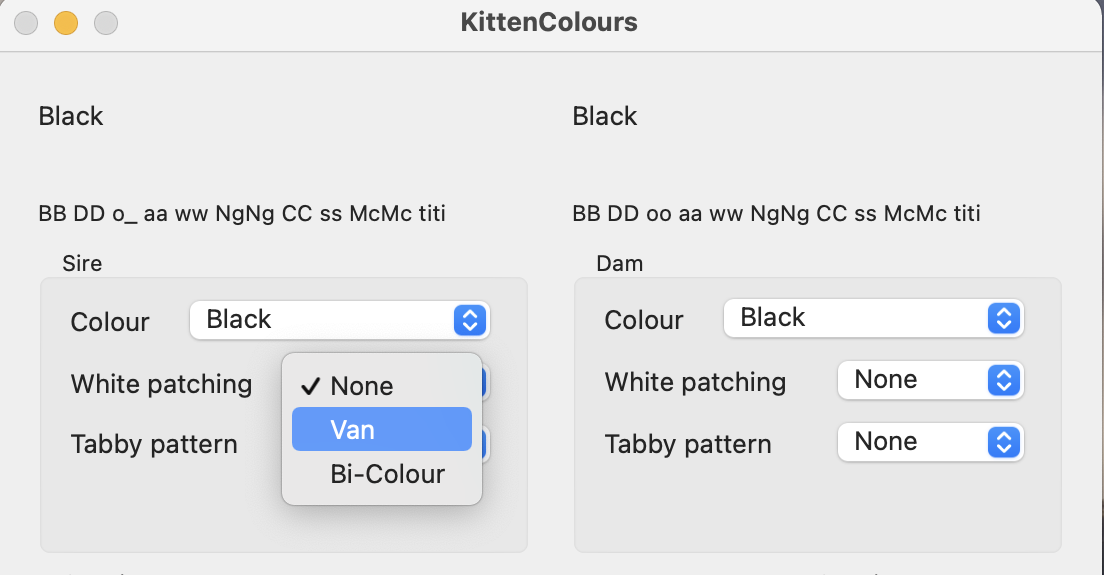 KittenColours
Black
Black
BB DD o_ aa ww NgNg CC ss McMc titi
BB DD oo aa ww NgNg CC ss McMc titi
Sire
Dam
Colour Black
Colour Black
White patching
None
Van
Bi-Colour
White patching None
Tabby pattern
Tabby pattern None